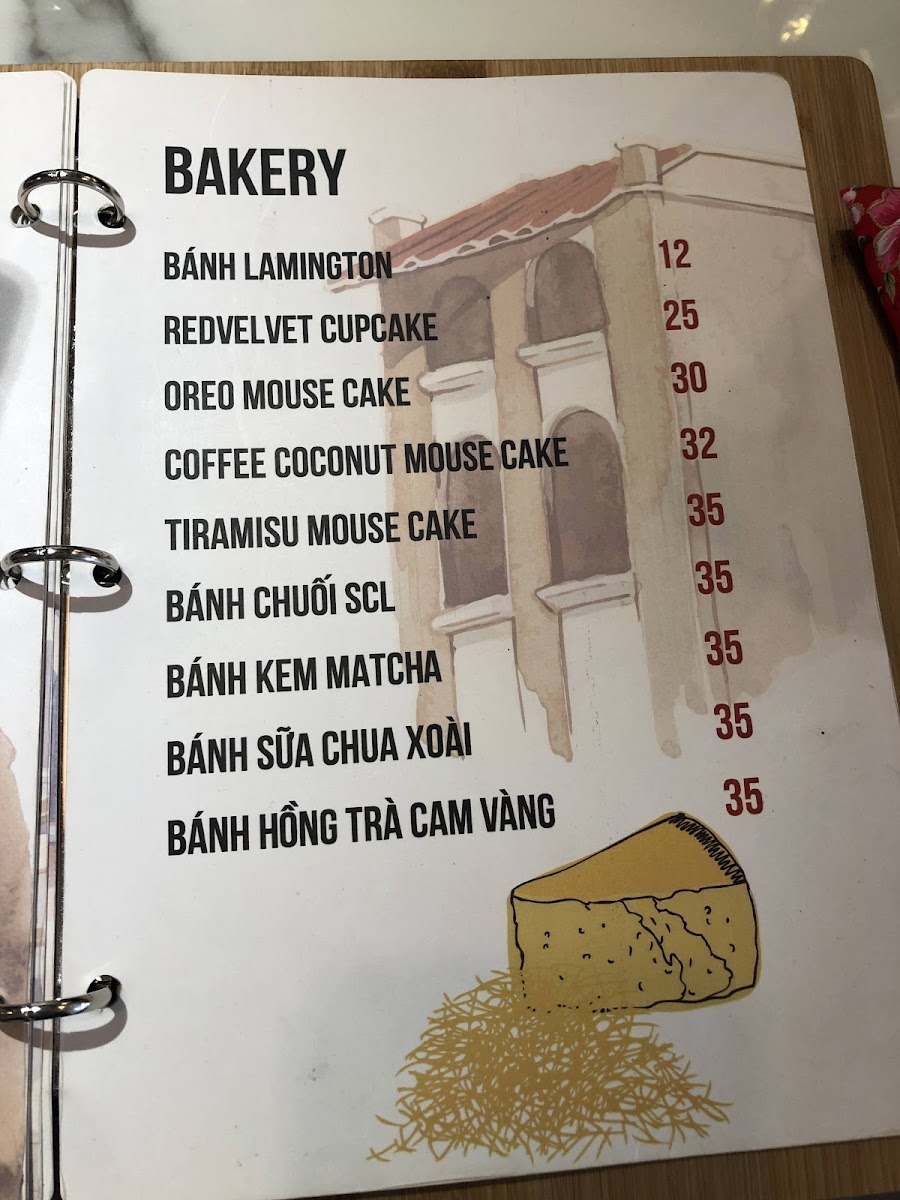 BAKERY
BÁNH LAMINGTON 12
REDVELVET CUPCAKE 25
OREO MOUSE CAKE 30
COFFEE COCONUT MOUSE CAKE 32
TIRAMISU MOUSE CAKE 35
BÁNH CHUỐI SCL 35
BÁNH KEM MATCHA 35
BÁNH SỮA CHUA XOÀI 35
BÁNH HỒNG TRÀ CAM VÀNG 35